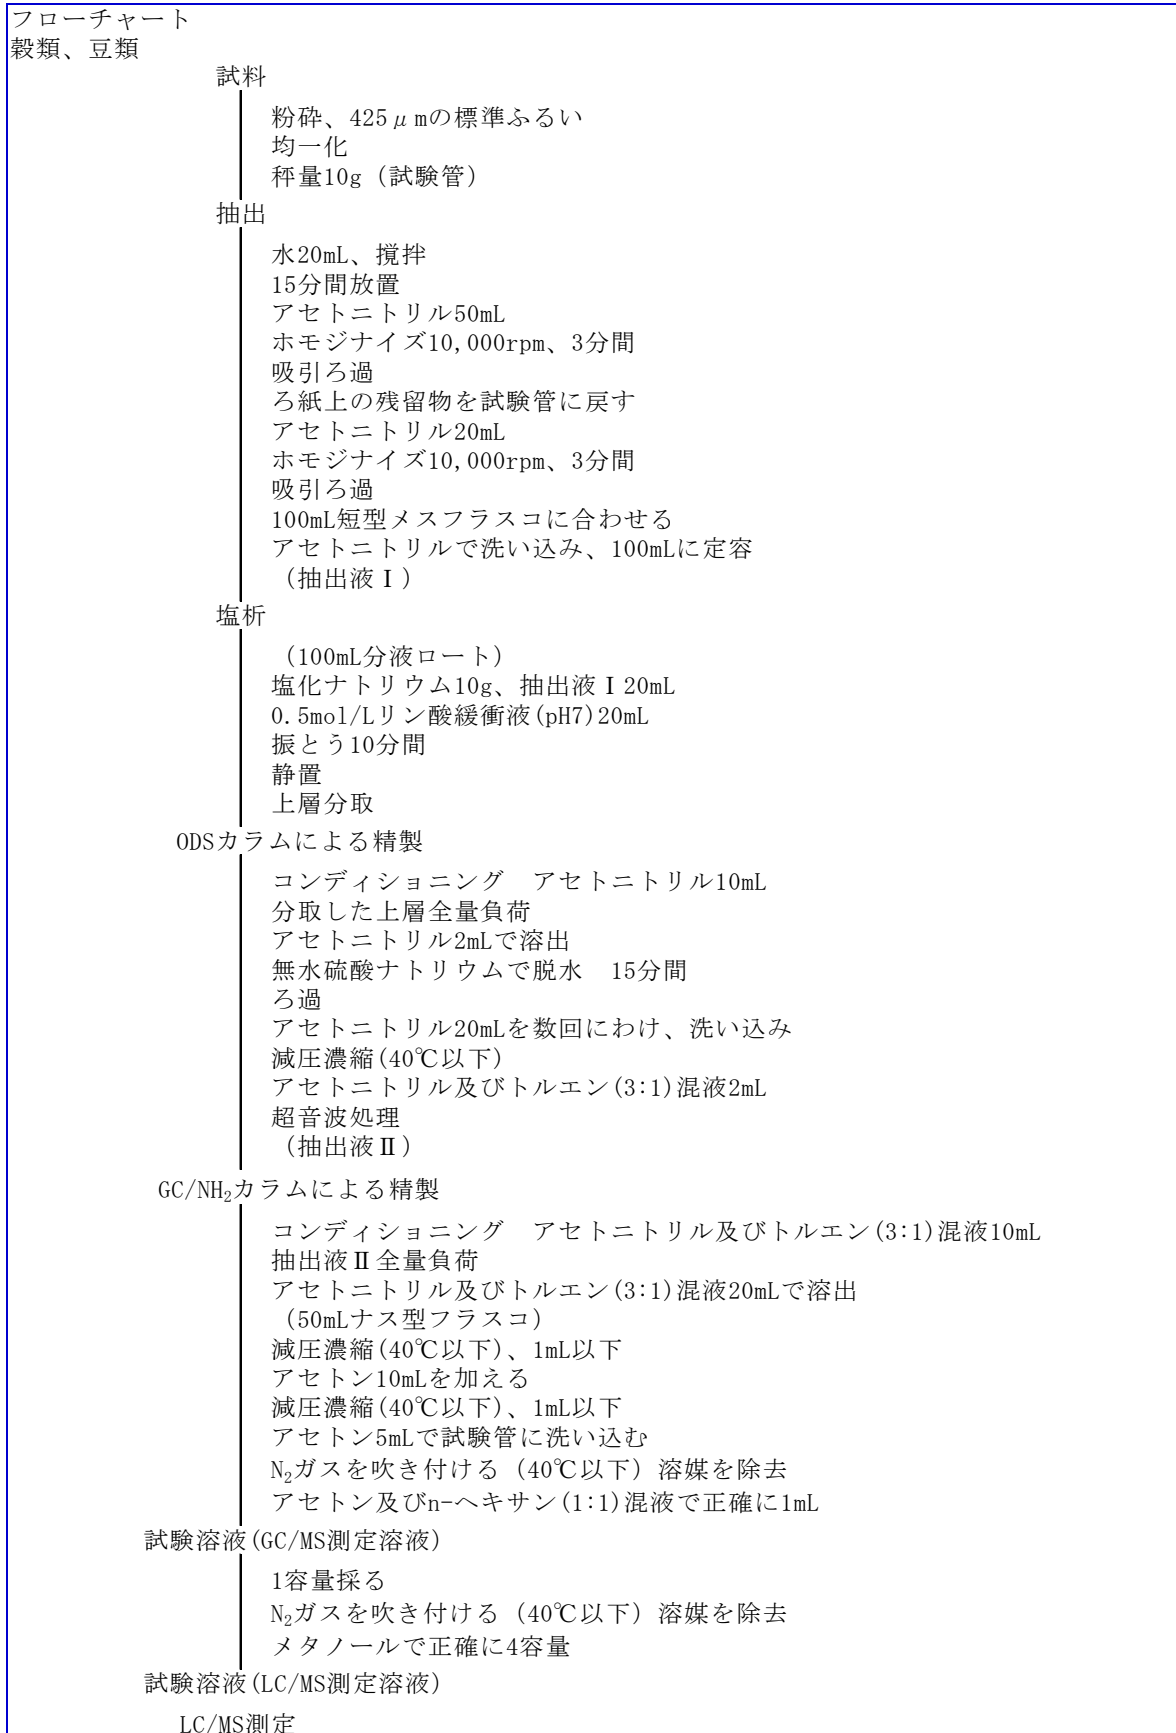 フローチャート
穀類、豆類
試料
粉砕、425μmの標準ふるい
均一化
秤量10g（試験管）
抽出
水20mL、撹拌
15分間放置
アセトニトリル50mL
ホモジナイズ10,000rpm、3分間
吸引ろ過
ろ紙上の残留物を試験管に戻す
アセトニトリル20mL
ホモジナイズ10,000rpm、3分間
吸引ろ過
100mL短型メスフラスコに合わせる
アセトニトリルで洗い込み、100mLに定容
（抽出液Ⅰ）
塩析
（100mL分液ロート）
塩化ナトリウム10g、抽出液Ⅰ20mL
0.5mol/Lリン酸緩衝液(pH7)20mL
振とう10分間
静置
上層分取
ODSカラムによる精製
コンディショニング　アセトニトリル10mL
分取した上層全量負荷
アセトニトリル2mLで溶出
無水硫酸ナトリウムで脱水　15分間
ろ過
アセトニトリル20mLを数回にわけ、洗い込み
減圧濃縮(40℃以下)
アセトニトリル及びトルエン(3:1)混液2mL
超音波処理
（抽出液Ⅱ）
GC/NH₂カラムによる精製
コンディショニング　アセトニトリル及びトルエン(3:1)混液10mL
抽出液Ⅱ全量負荷
アセトニトリル及びトルエン(3:1)混液20mLで溶出
（50mLナス型フラスコ）
減圧濃縮(40℃以下)、1mL以下
アセトン10mLを加える
減圧濃縮(40℃以下)、1mL以下
アセトン5mLで試験管に洗い込む
N₂ガスを吹き付ける（40℃以下）溶媒を除去
アセトン及びn-ヘキサン(1:1)混液で正確に1mL
試験溶液(GC/MS測定溶液)
1容量採る
N₂ガスを吹き付ける（40℃以下）溶媒を除去
メタノールで正確に4容量
試験溶液(LC/MS測定溶液)
LC/MS測定